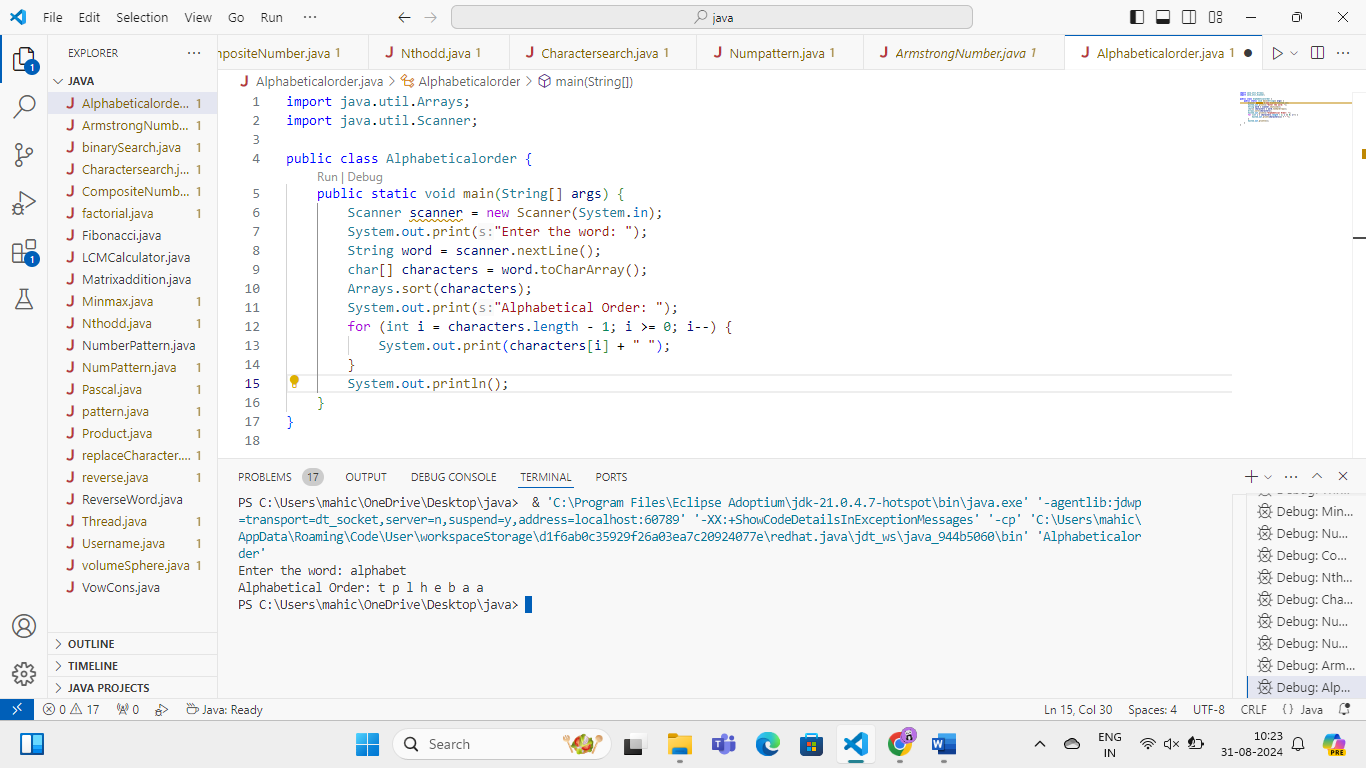 File Edit Selection View Go Run ···
java
EXPLORER ···
JAVA
Alphabeticalorde... 1
ArmstrongNumb... 1
binarySearch.java 1
Charactersearch.j... 1
CompositeNumb... 1
factorial.java 1
Fibonacci.java
LCMCalculator.java
Matrixaddition.java
Minmax.java 1
Nthodd.java 1
NumberPattern.java
NumPattern.java 1
Pascal.java 1
pattern.java 1
Product.java 1
replaceCharacter.... 1
reverse.java 1
ReverseWord.java
Thread.java 1
Username.java 1
volumeSphere.java 1
VowCons.java
OUTLINE
TIMELINE
JAVA PROJECTS
1
1
mpositeNumber.java 1 Nthodd.java 1 Charactersearch.java 1 Numpattern.java 1 ArmstrongNumber.java 1 Alphabeticalorder.java 1
Alphabeticalorder.java > Alphabeticalorder > main(String[])
1 import java.util.Arrays;
2 import java.util.Scanner;
3
4 public class Alphabeticalorder {
Run | Debug
5 public static void main(String[] args) {
6 Scanner scanner = new Scanner(System.in);
7 System.out.print(s:"Enter the word: ");
8 String word = scanner.nextLine();
9 char[] characters = word.toCharArray();
10 Arrays.sort(characters);
11 System.out.print(s:"Alphabetical Order: ");
12 for (int i = characters.length - 1; i >= 0; i--) {
13 System.out.print(characters[i] + " ");
14 }
15 System.out.println();
16 }
17 }
18
PROBLEMS 17 OUTPUT DEBUG CONSOLE TERMINAL PORTS
PS C:\Users\mahic\OneDrive\Desktop\java> & 'C:\Program Files\Eclipse Adoptium\jdk-21.0.4.7-hotspot\bin\java.exe' '-agentlib:jdwp
=transport=dt_socket,server=n,suspend=y,address=localhost:60789' '-XX:+ShowCodeDetailsInExceptionMessages' '-cp' 'C:\Users\mahic\
AppData\Roaming\Code\User\workspaceStorage\d1f6ab0c35929f26a03ea7c20924077e\redhat.java\jdt_ws\java_944b5060\bin' 'Alphabeticalor
der'
Enter the word: alphabet
Alphabetical Order: t p l h e b a a
PS C:\Users\mahic\OneDrive\Desktop\java>
Debug: Min...
Debug: Nu...
Debug: Co...
Debug: Nth...
Debug: Cha...
Debug: Nu...
Debug: Nu...
Debug: Arm...
Debug: Alp...
0 17 0 Java: Ready
Ln 15, Col 30 Spaces: 4 UTF-8 CRLF {} Java
Search
ENG
IN
10:23
31-08-2024
PRE